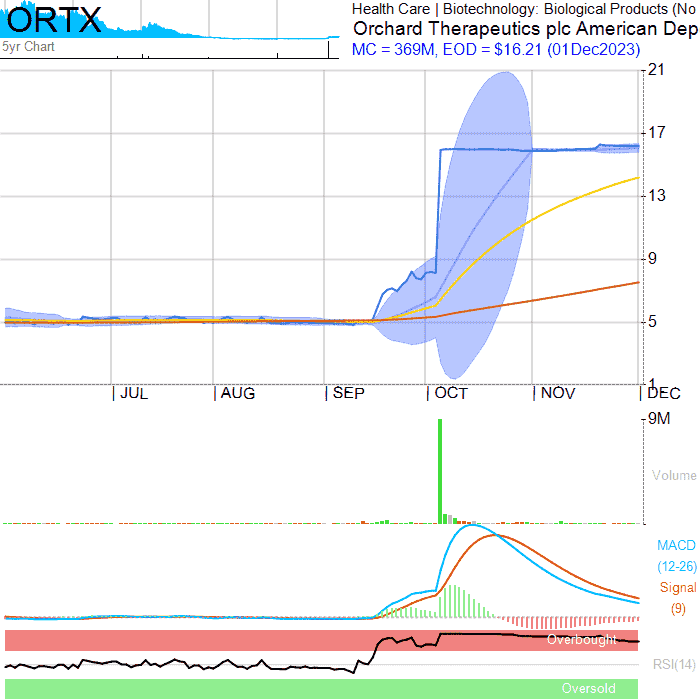 ORTX
Health Care | Biotechnology: Biological Products (No
Orchard Therapeutics plc American Dep
5yr Chart
MC = 369M, EOD = $16.21 (01Dec2023)
21
17
13
9
5
1
| JUL | AUG | SEP | OCT | NOV | DEC
9M
Volume
MACD
(12-26)
Signal
(9)
Overbought
RSI(14)
Oversold